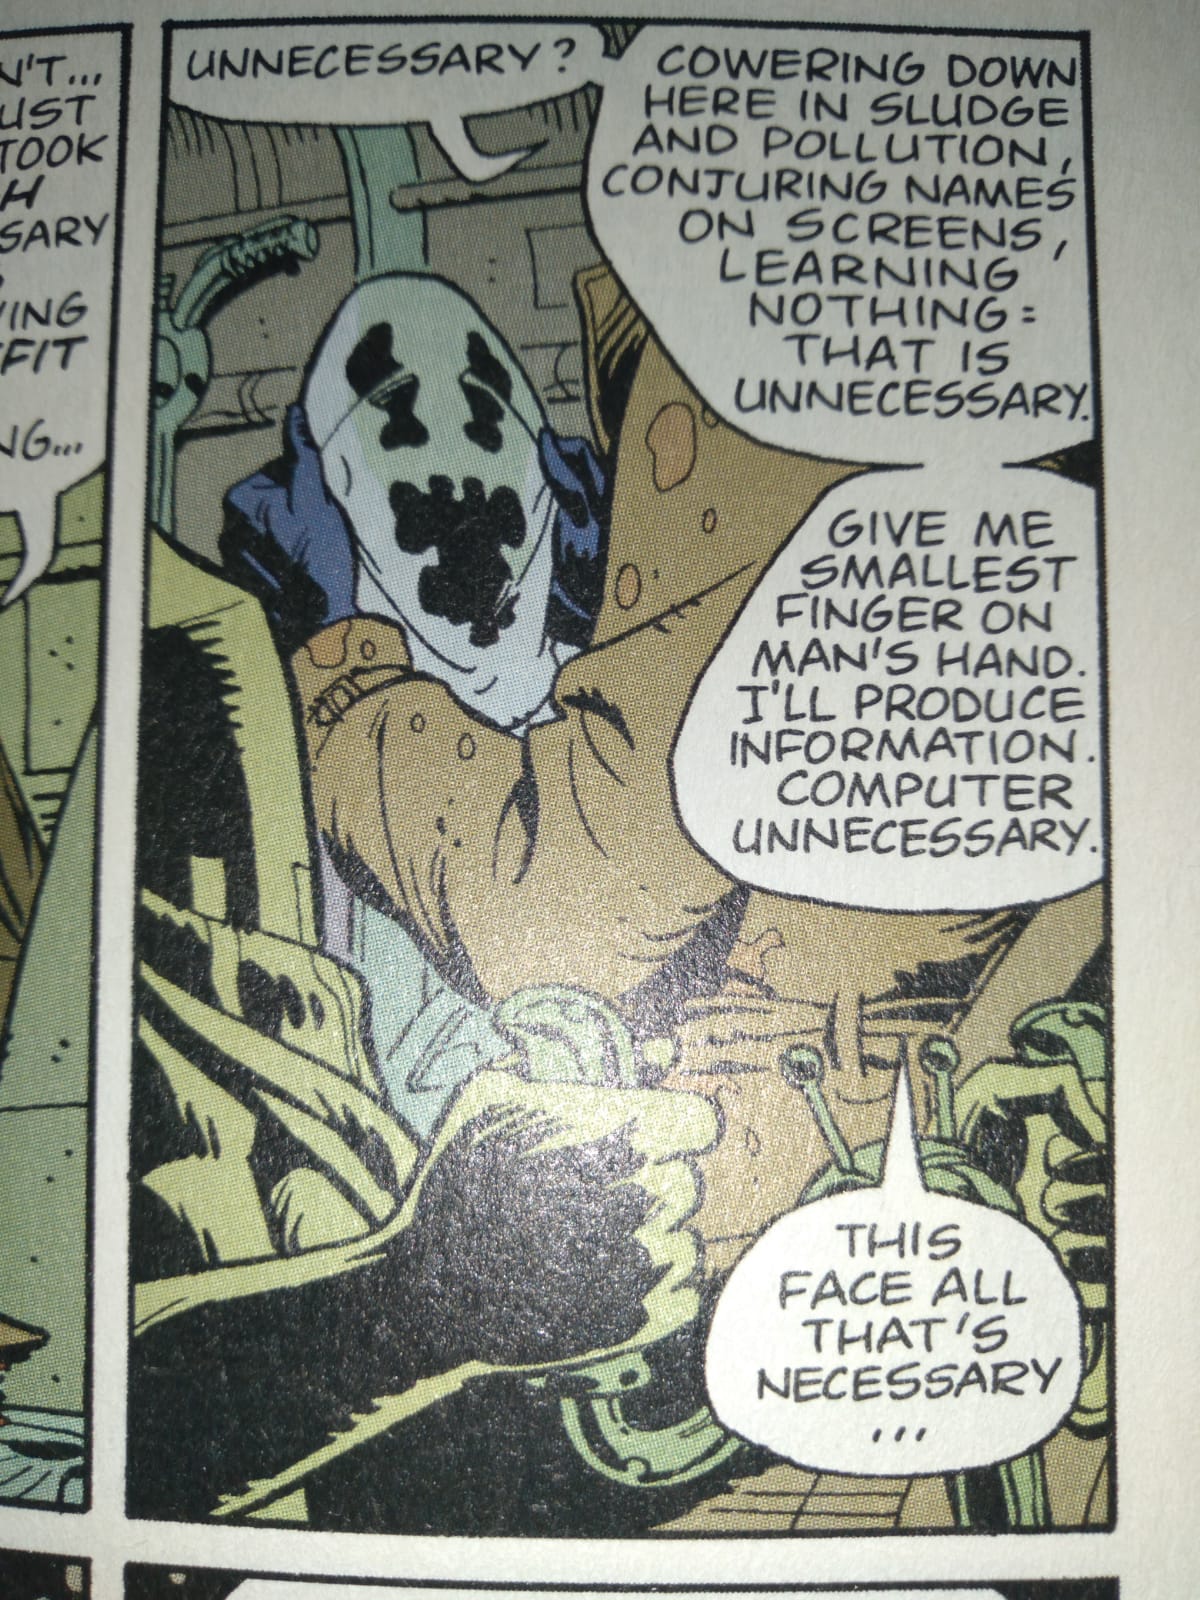 N'T...
UST
TOOK
H
SARY
ING
FIT
NG...
UNNECESSARY?
COWERING DOWN
HERE IN SLUDGE
AND POLLUTION,
CONJURING NAMES
ON SCREENS,
LEARNING
NOTHING:
THAT IS
UNNECESSARY.
GIVE ME
SMALLEST
FINGER ON
MAN'S HAND.
I'LL PRODUCE
INFORMATION.
COMPUTER
UNNECESSARY.
THIS
FACE ALL
THAT'S
NECESSARY
...